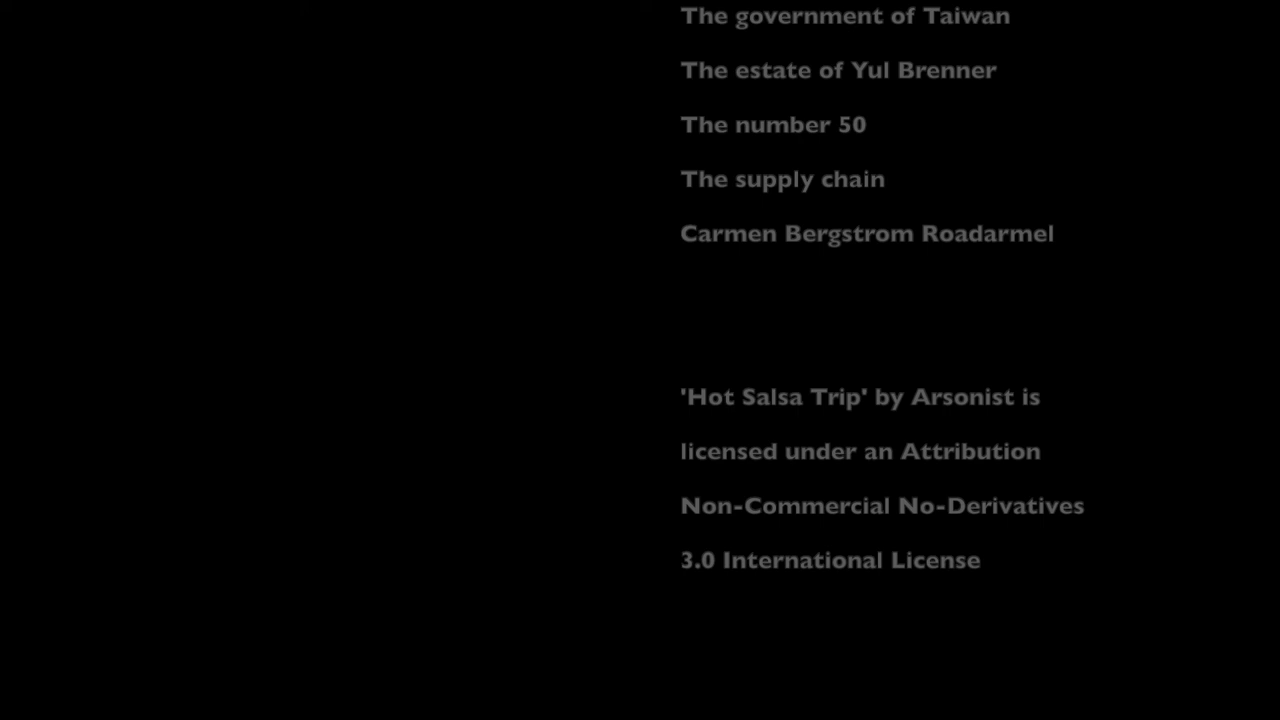 The government of Taiwan
The estate of Yul Brenner
The number 50
The supply chain
Carmen Bergstrom Roadarmel
'Hot Salsa Trip' by Arsonist is
licensed under an Attribution
Non-Commercial No-Derivatives
3.0 International License